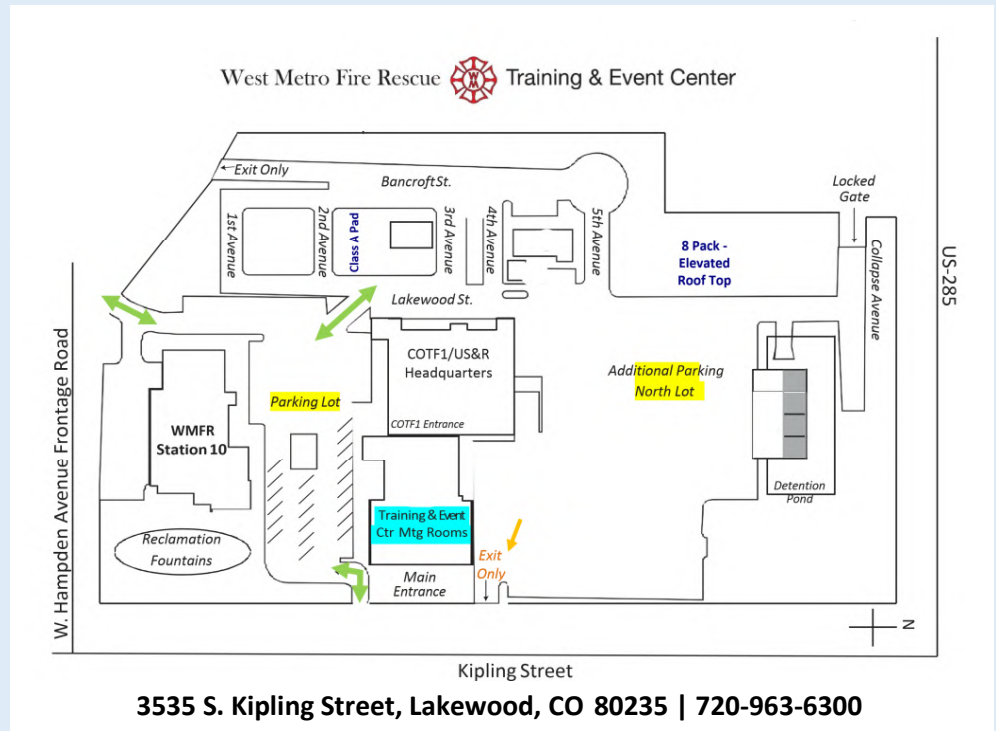 West Metro Fire Rescue
WM
Training & Event Center
Exit Only
Bancroft St.
Locked
Gate
1st Avenue
2nd Avenue
Class A Pad
3rd Avenue
4th Avenue
5th Avenue
8 Pack -
Elevated
Roof Top
Collapse Avenue
US-285
Lakewood St.
W. Hampden Avenue Frontage Road
COTF1/US&R
Headquarters
Additional Parking
North Lot
Parking Lot
COTF1 Entrance
WMFR
Station 10
Detention
Pond
Training & Event
Ctr Mtg Rooms
Reclamation
Fountains
Exit
Only
Main
Entrance
N
Kipling Street
3535 S. Kipling Street, Lakewood, CO 80235 | 720-963-6300